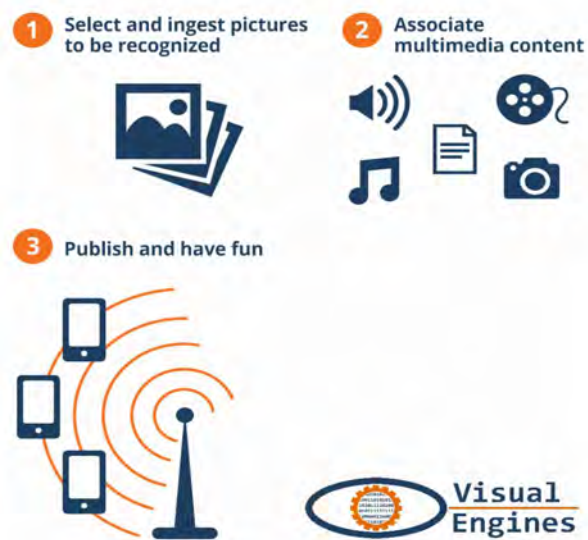 1 Select and ingest pictures
to be recognized
2 Associate
multimedia content
3 Publish and have fun
Visual
Engines